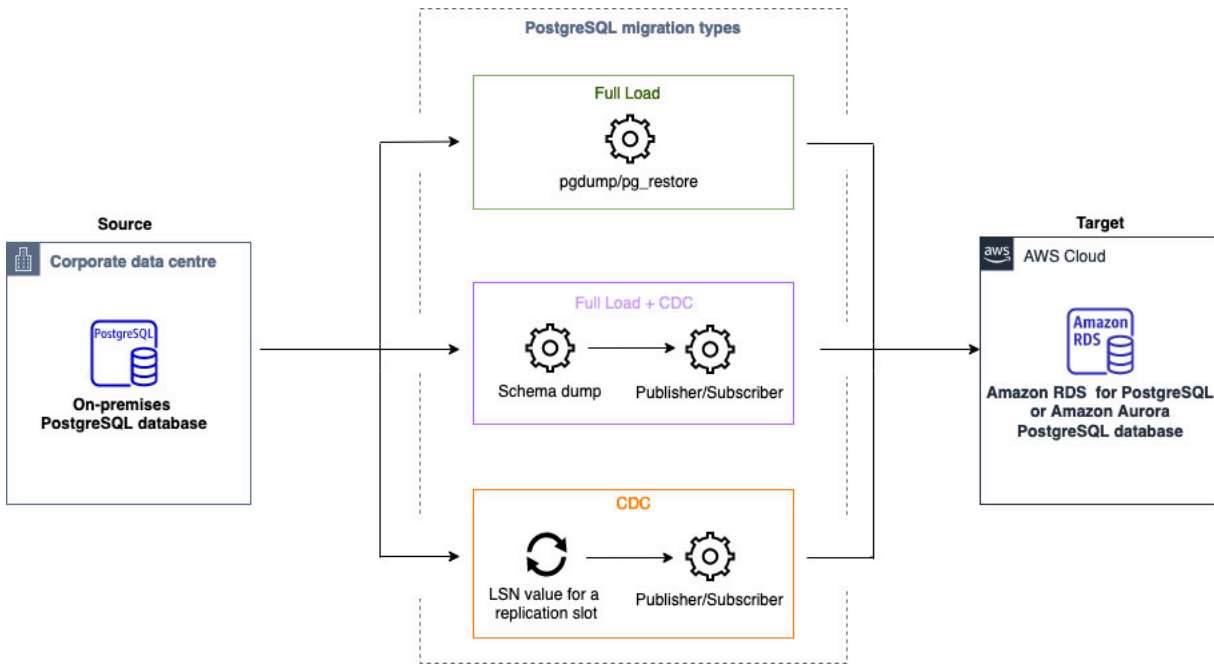 PostgreSQL migration types
Full Load
pgdump/pg_restore
Source
Corporate data centre
PostgreSQL
On-premises
PostgreSQL database
Full Load + CDC
Schema dump
Publisher/Subscriber
CDC
LSN value for a
replication slot
Publisher/Subscriber
Target
aws
AWS Cloud
Amazon
RDS
Amazon RDS for PostgreSQL
or Amazon Aurora
PostgreSQL database